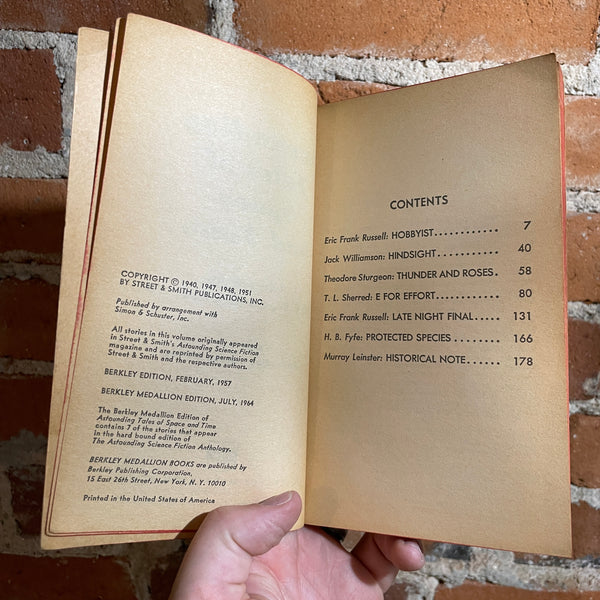 COPYRIGHT © 1940, 1947, 1948, 1951
BY STREET & SMITH PUBLICATIONS, INC.
Published by arrangement with
Simon & Schuster, Inc.
All stories in this volume originally appeared
in Street & Smith's Astounding Science Fiction
magazine and are reprinted by permission of
Street & Smith and the respective authors.
BERKLEY EDITION, FEBRUARY, 1957
BERKLEY MEDALLION EDITION, JULY, 1964
The Berkley Medallion Edition of
Astounding Tales of Space and Time
contains 7 of the stories that appear
in the hard bound edition of
The Astounding Science Fiction Anthology.
BERKLEY MEDALLION BOOKS are published by
Berkley Publishing Corporation,
15 East 26th Street, New York, N. Y. 10010
Printed in the United States of America
CONTENTS
Eric Frank Russell: HOBBYIST............ 7
Jack Williamson: HINDSIGHT............ 40
Theodore Sturgeon: THUNDER AND ROSES. 58
T. L. Sherred: E FOR EFFORT............ 80
Eric Frank Russell: LATE NIGHT FINAL..... 131
H. B. Fyfe: PROTECTED SPECIES.......... 166
Murray Leinster: HISTORICAL NOTE...... 178